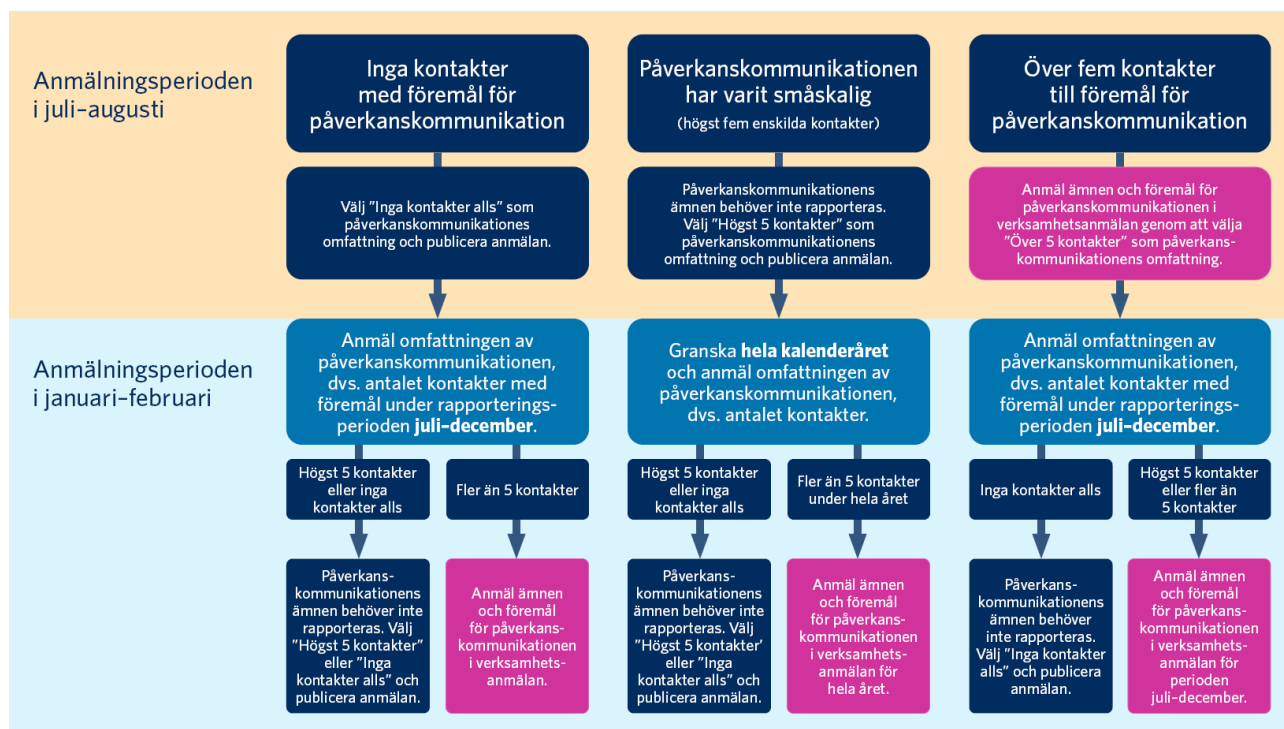 Anmälningsperioden
i juli–augusti
Inga kontakter
med föremål för
påverkanskommunikation
Påverkanskommunikationen
har varit småskalig
(högst fem enskilda kontakter)
Över fem kontakter
till föremål för
påverkanskommunikation
Välj ”Inga kontakter alls” som
påverkanskommunikationes
omfattning och publicera anmälan.
Påverkanskommunikationens
ämnen behöver inte rapporteras.
Välj ”Högst 5 kontakter” som
påverkanskommunikationens
omfattning och publicera anmälan.
Anmäl ämnen och föremål för
påverkanskommunikationen i
verksamhetsanmälan genom att välja
”Över 5 kontakter” som påverkans-
kommunikationens omfattning.
Anmälningsperioden
i januari–februari
Anmäl omfattningen av
påverkanskommunikationen,
dvs. antalet kontakter med
föremål under rapporterings-
perioden juli–december.
Granska hela kalenderåret
och anmäl omfattningen av
påverkanskommunikationen,
dvs. antalet kontakter.
Anmäl omfattningen av
påverkanskommunikationen,
dvs. antalet kontakter med
föremål under rapporterings-
perioden juli–december.
Högst 5 kontakter
eller inga
kontakter alls
Fler än 5 kontakter
Högst 5 kontakter
eller inga
kontakter alls
Fler än 5 kontakter
under hela året
Inga kontakter alls
Högst 5 kontakter
eller fler än
5 kontakter
Påverkans-
kommunikationens
ämnen behöver inte
rapporteras. Välj
”Högst 5 kontakter”
eller ”Inga
kontakter alls” och
publicera anmälan.
Anmäl ämnen
och föremål
för påverkans-
kommunikationen
i verksamhets-
anmälan.
Påverkans-
kommunikationens
ämnen behöver inte
rapporteras. Välj
”Högst 5 kontakter’
eller ”Inga
kontakter alls” och
publicera anmälan.
Anmäl ämnen
och föremål
för påverkans-
kommunikationen
i verksamhets-
anmälan för
hela året.
Påverkans-
kommunikationens
ämnen behöver
inte rapporteras.
Välj ”Inga kontakter
alls” och publicera
anmälan.
Anmäl ämnen
och föremål
för påverkans-
kommunikationen
i verksamhets-
anmälan för
perioden
juli–december.